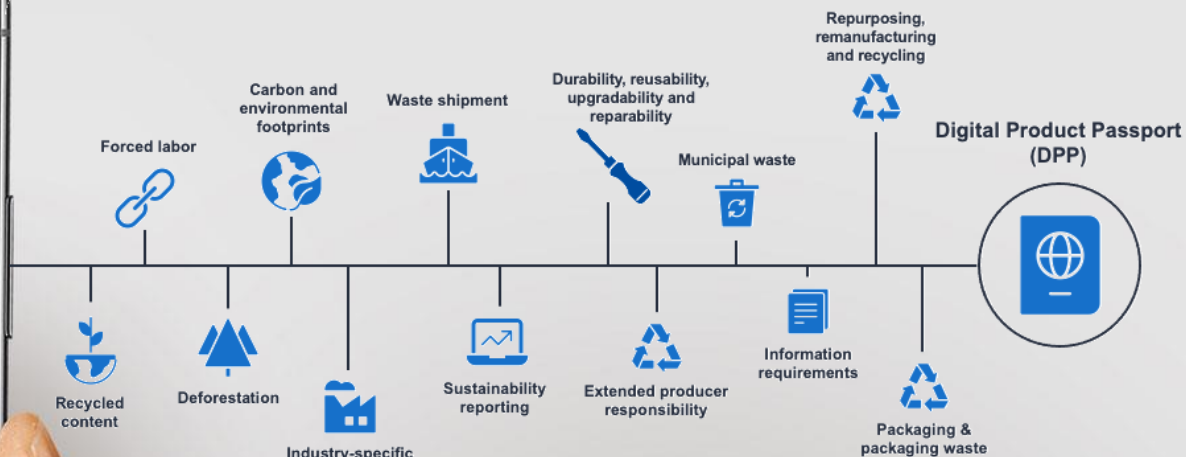 Repurposing,
remanufacturing
and recycling
Durability, reusability,
upgradability and
reparability
Carbon and
environmental
footprints
Waste shipment
Digital Product Passport
(DPP)
Forced labor
Municipal waste
Information
requirements
Sustainability
reporting
Extended producer
responsibility
Deforestation
Recycled
content
Packaging &
packaging waste
Industry-specific